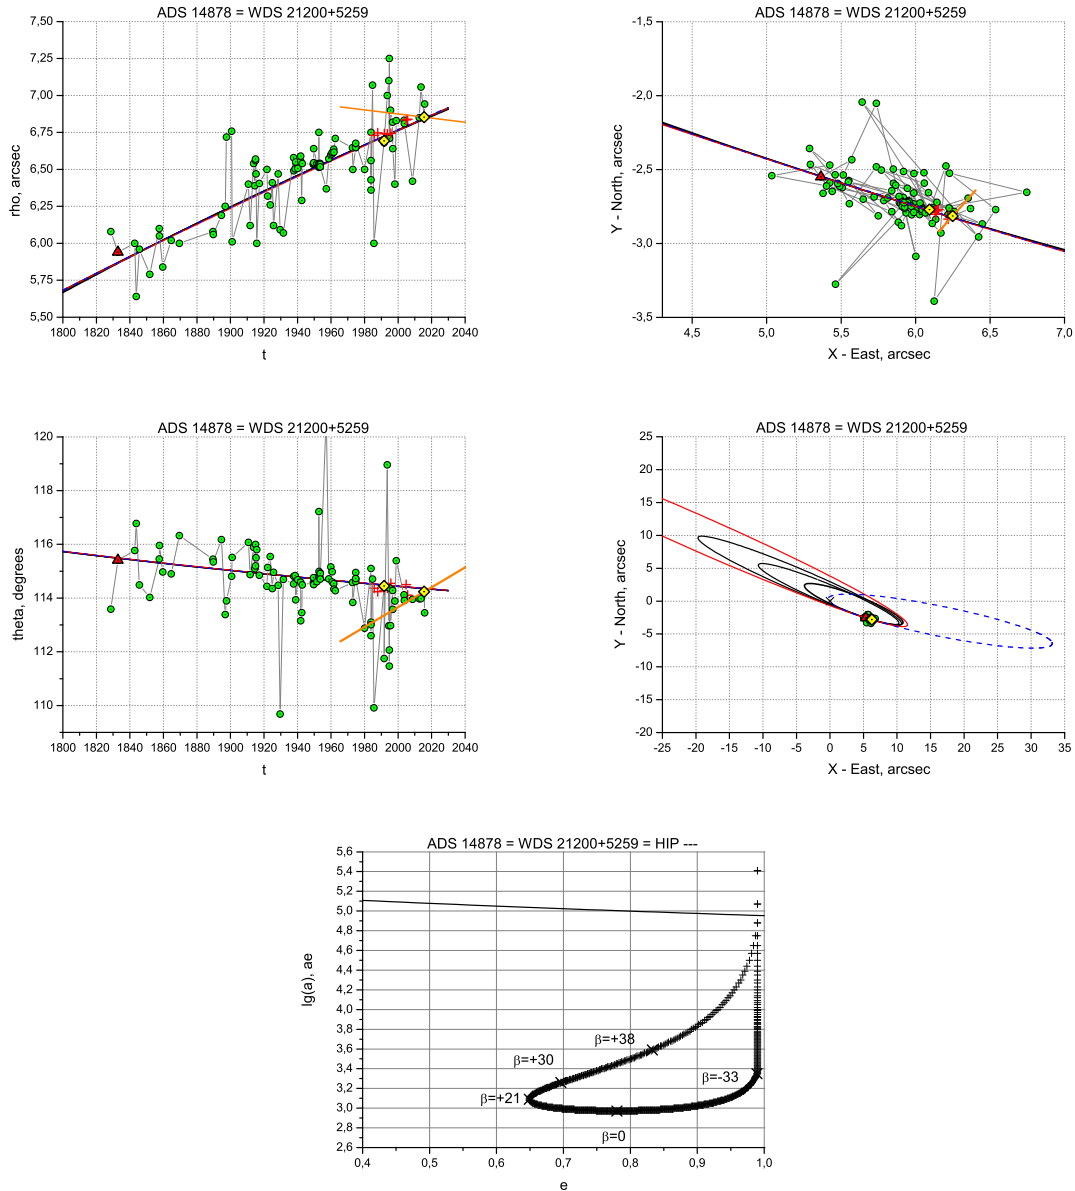 ADS 14878 = WDS 21200+5259
7,50
7,25
7,00
6,75
6,50
6,25
6,00
5,75
5,50
rho, arcsec
1800 1820 1840 1860 1880 1900 1920 1940 1960 1980 2000 2020 2040
t
ADS 14878 = WDS 21200+5259
-1,5
-2,0
-2,5
-3,0
-3,5
Y - North, arcsec
4,5 5,0 5,5 6,0 6,5 7,0
X - East, arcsec
ADS 14878 = WDS 21200+5259
120
118
116
114
112
110
theta, degrees
1800 1820 1840 1860 1880 1900 1920 1940 1960 1980 2000 2020 2040
t
ADS 14878 = WDS 21200+5259
25
20
15
10
5
0
-5
-10
-15
-20
Y - North, arcsec
-25 -20 -15 -10 -5 0 5 10 15 20 25 30 35
X - East, arcsec
ADS 14878 = WDS 21200+5259 = HIP ---
5,6
5,4
5,2
5,0
4,8
4,6
4,4
4,2
4,0
3,8
3,6
3,4
3,2
3,0
2,8
2,6
lg(a), ae
β=+38
β=+30
β=-33
β=+21
β=0
0,4 0,5 0,6 0,7 0,8 0,9 1,0
e